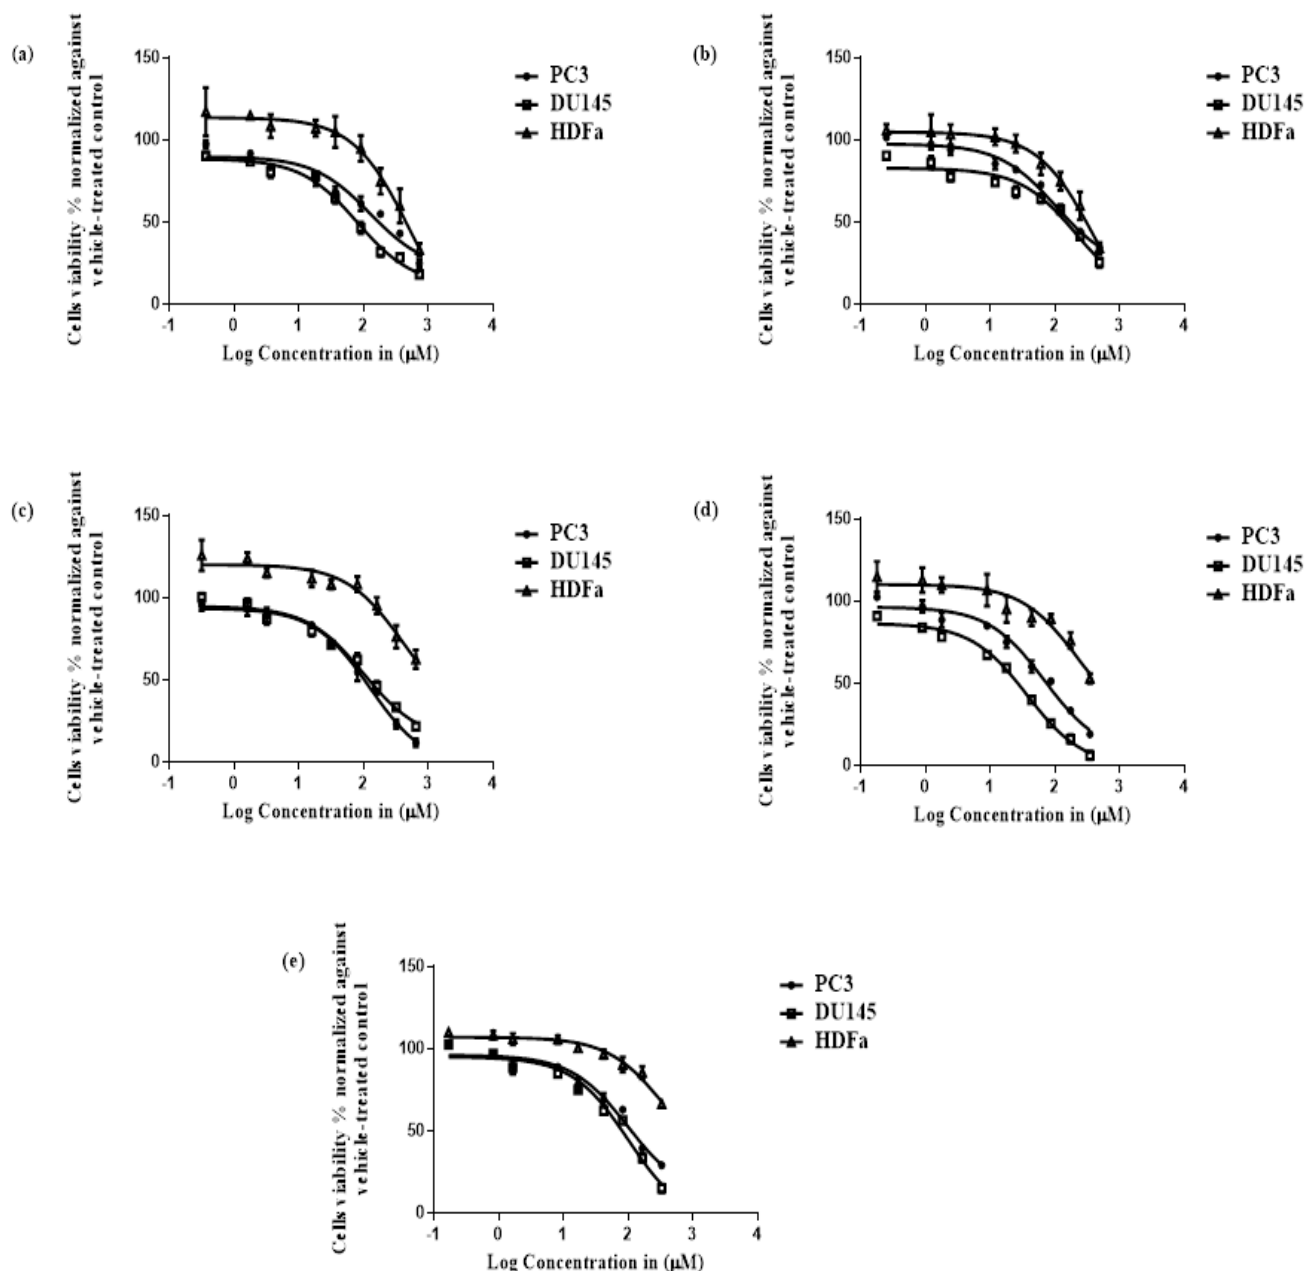 (a)
Cells viability % normalized against
vehicle-treated control
150
100
50
0
-1 0 1 2 3 4
Log Concentration in (μM)
PC3
DU145
HDFa
(b)
Cells viability % normalized against
vehicle-treated control
150
100
50
0
-1 0 1 2 3 4
Log Concentration in (μM)
PC3
DU145
HDFa
(c)
Cells viability % normalized against
vehicle-treated control
150
100
50
0
-1 0 1 2 3 4
Log Concentration in (μM)
PC3
DU145
HDFa
(d)
Cells viability % normalized against
vehicle-treated control
150
100
50
0
-1 0 1 2 3 4
Log Concentration in (μM)
PC3
DU145
HDFa
(e)
Cells viability % normalized against
vehicle-treated control
150
100
50
0
-1 0 1 2 3 4
Log Concentration in (μM)
PC3
DU145
HDFa